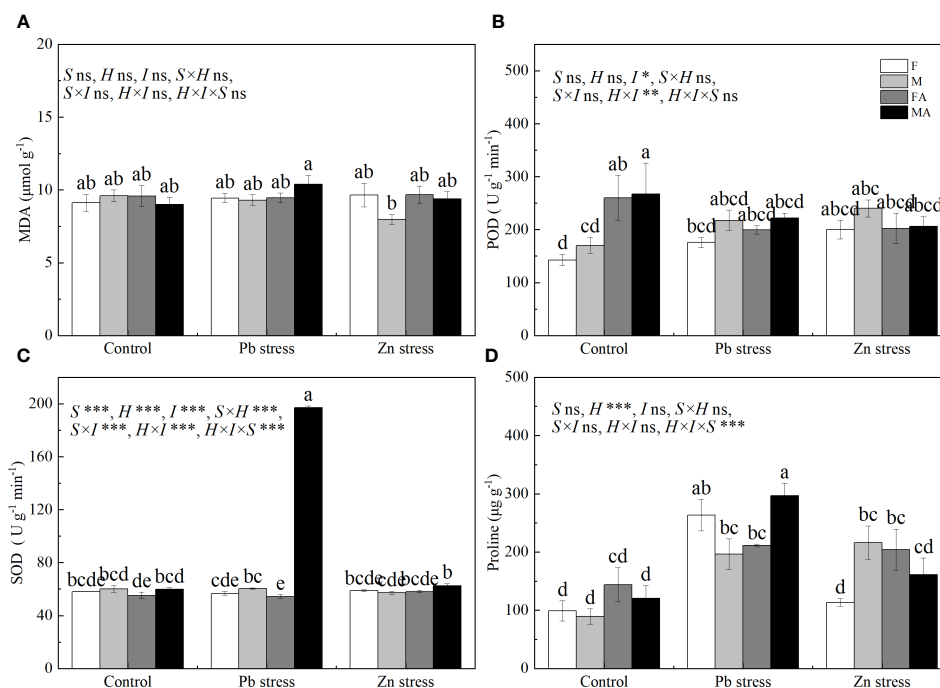 A
20
15
10
5
0
MDA (μmol g⁻¹)
S ns, H ns, I ns, S×H ns,
S×I ns, H×I ns, H×I×S ns
ab ab ab ab
ab ab ab a
ab b ab ab
Control Pb stress Zn stress
B
500
400
300
200
100
0
POD ( U g⁻¹ min⁻¹)
S ns, H ns, I *, S×H ns,
S×I ns, H×I **, H×I×S ns
F
M
FA
MA
d cd ab a
bcd abcd abcd abcd
abcd abc abcd abcd
Control Pb stress Zn stress
C
200
160
120
80
40
0
SOD ( U g⁻¹ min⁻¹)
S ***, H ***, I ***, S×H ***,
S×I ***, H×I ***, H×I×S ***
bcde bcd de bcd
cde bc e a
bcde cde bcde b
Control Pb stress Zn stress
D
500
400
300
200
100
0
Proline (μg g⁻¹)
S ns, H ***, I ns, S×H ns,
S×I ns, H×I ns, H×I×S ***
d d cd d
ab bc bc a
d bc bc cd
Control Pb stress Zn stress